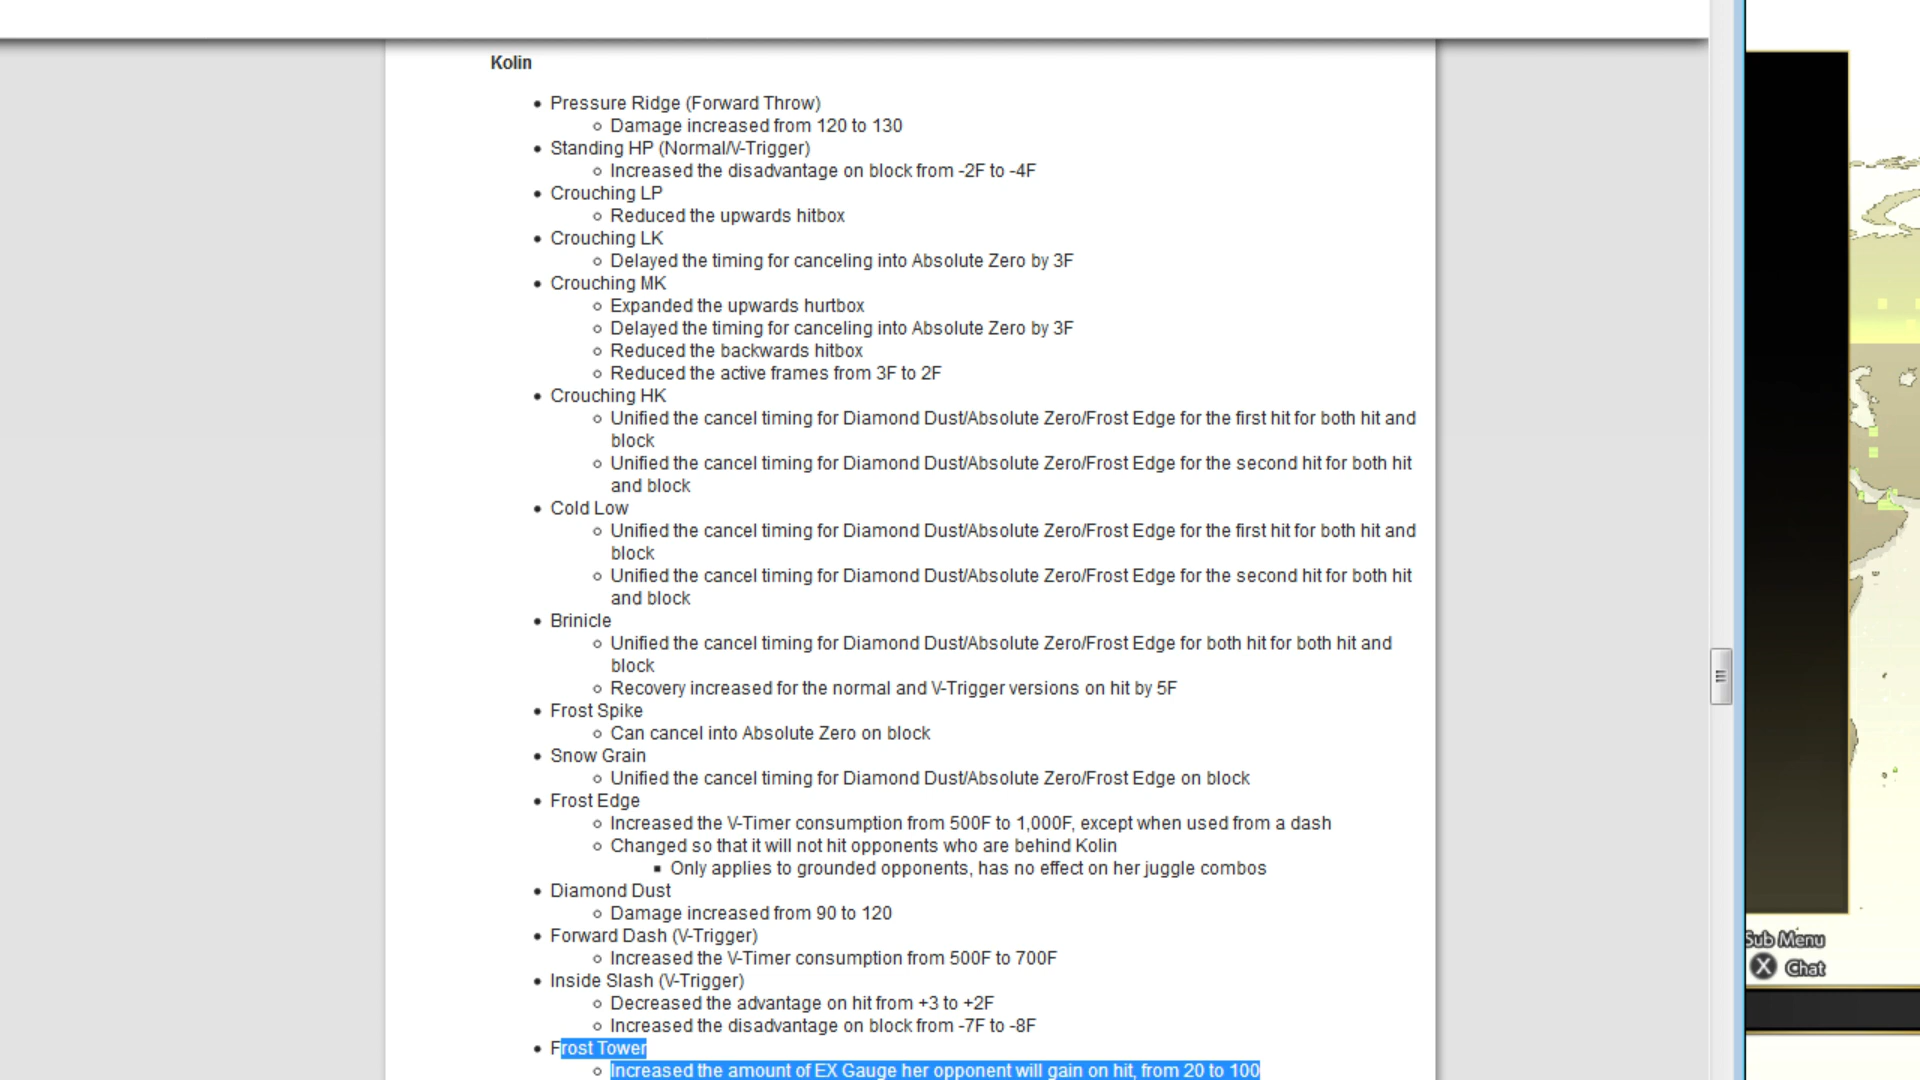 Kolin
Pressure Ridge (Forward Throw)
Damage increased from 120 to 130
Standing HP (Normal/V-Trigger)
Increased the disadvantage on block from -2F to -4F
Crouching LP
Reduced the upwards hitbox
Crouching LK
Delayed the timing for canceling into Absolute Zero by 3F
Crouching MK
Expanded the upwards hurtbox
Delayed the timing for canceling into Absolute Zero by 3F
Reduced the backwards hitbox
Reduced the active frames from 3F to 2F
Crouching HK
Unified the cancel timing for Diamond Dust/Absolute Zero/Frost Edge for the first hit for both hit and
block
Unified the cancel timing for Diamond Dust/Absolute Zero/Frost Edge for the second hit for both hit
and block
Cold Low
Unified the cancel timing for Diamond Dust/Absolute Zero/Frost Edge for the first hit for both hit and
block
Unified the cancel timing for Diamond Dust/Absolute Zero/Frost Edge for the second hit for both hit
and block
Brinicle
Unified the cancel timing for Diamond Dust/Absolute Zero/Frost Edge for both hit for both hit and
block
Recovery increased for the normal and V-Trigger versions on hit by 5F
Frost Spike
Can cancel into Absolute Zero on block
Snow Grain
Unified the cancel timing for Diamond Dust/Absolute Zero/Frost Edge on block
Frost Edge
Increased the V-Timer consumption from 500F to 1,000F, except when used from a dash
Changed so that it will not hit opponents who are behind Kolin
Only applies to grounded opponents, has no effect on her juggle combos
Diamond Dust
Damage increased from 90 to 120
Forward Dash (V-Trigger)
Increased the V-Timer consumption from 500F to 700F
Inside Slash (V-Trigger)
Decreased the advantage on hit from +3 to +2F
Increased the disadvantage on block from -7F to -8F
Frost Tower
Increased the amount of EX Gauge her opponent will gain on hit, from 20 to 100
Sub Menu
X Chat